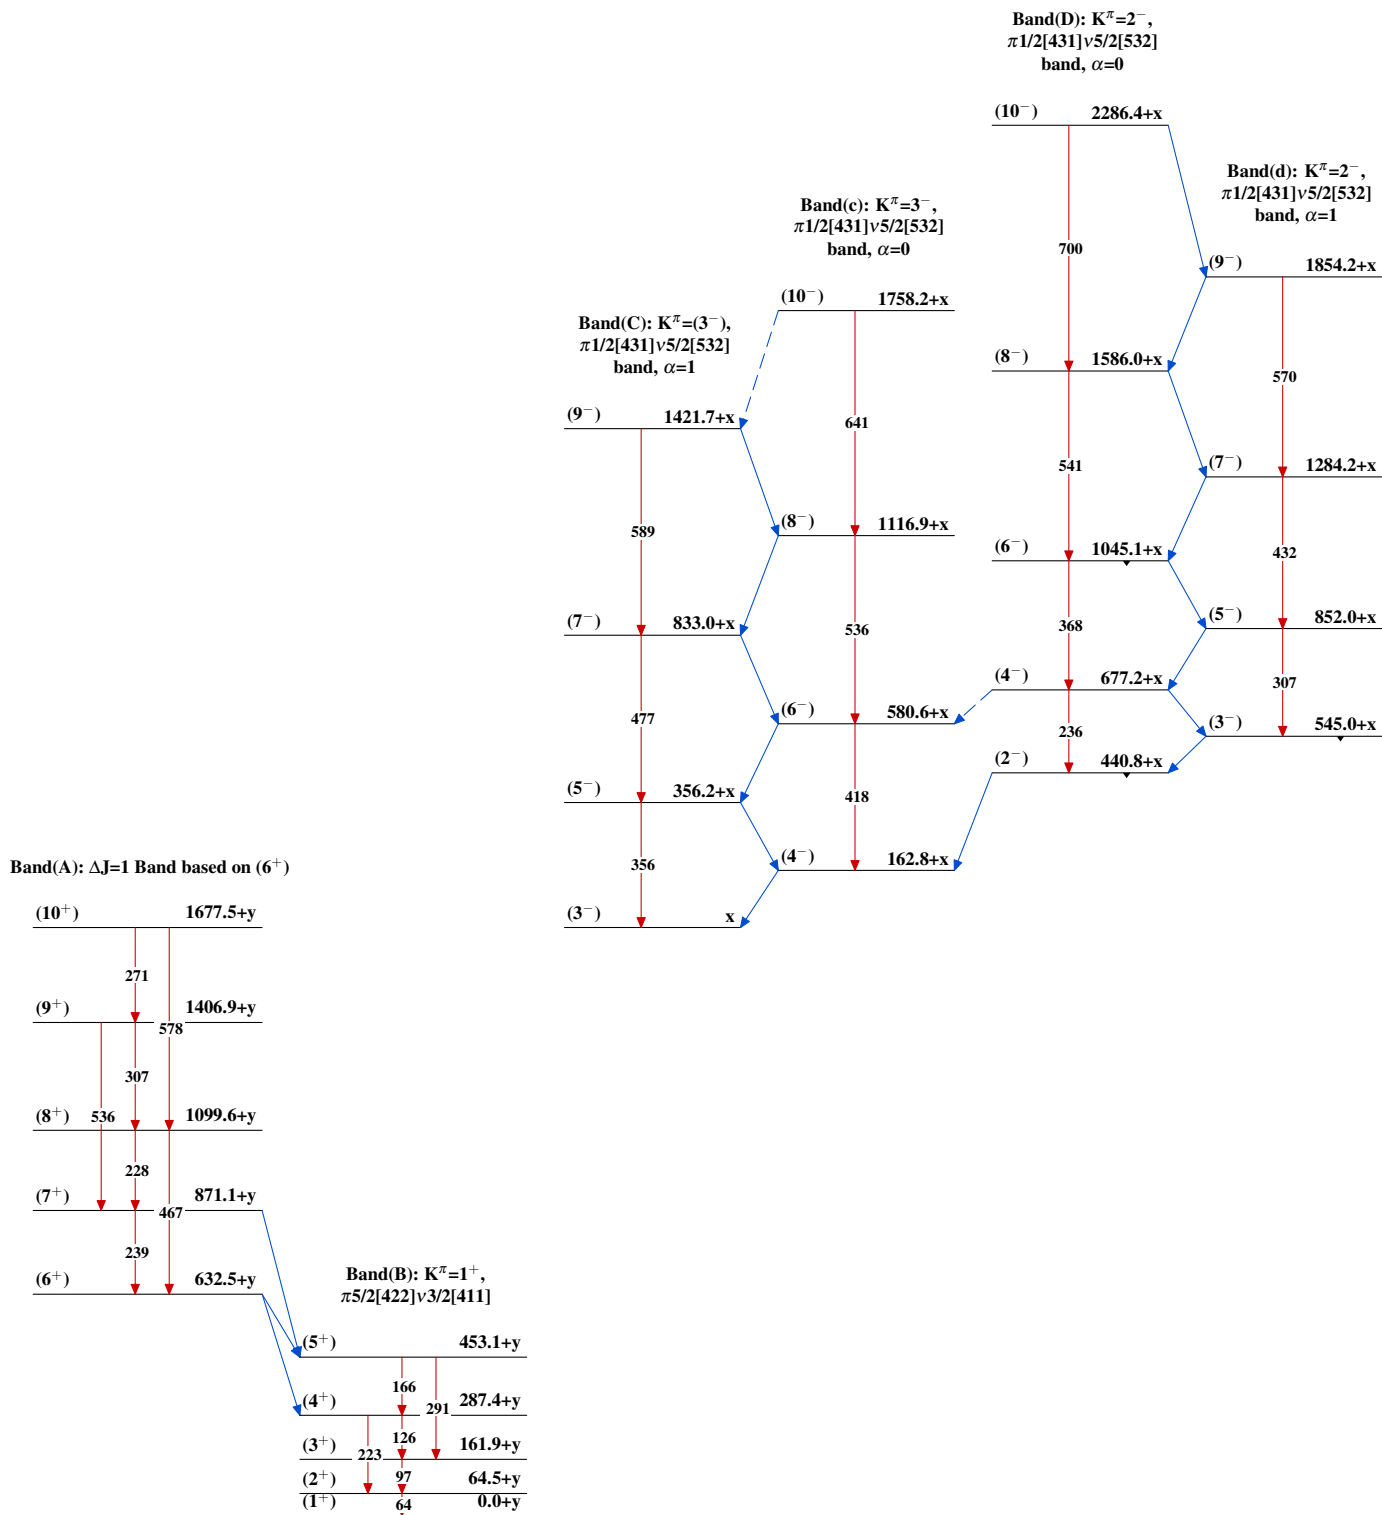 Band(A): ΔJ=1 Band based on (6⁺)
(10⁺) 1677.5+y
271
(9⁺) 1406.9+y
578
307
(8⁺) 1099.6+y
536
228
(7⁺) 871.1+y
467
239
(6⁺) 632.5+y
Band(B): K^π=1⁺,
π5/2[422]ν3/2[411]
(5⁺) 453.1+y
166
291
(4⁺) 287.4+y
126
223
(3⁺) 161.9+y
97
(2⁺) 64.5+y
(1⁺) 0.0+y
64
Band(C): K^π=(3⁻),
π1/2[431]ν5/2[532]
band, α=1
(9⁻) 1421.7+x
589
(7⁻) 833.0+x
477
(5⁻) 356.2+x
356
(3⁻) x
Band(c): K^π=3⁻,
π1/2[431]ν5/2[532]
band, α=0
(10⁻) 1758.2+x
641
(8⁻) 1116.9+x
536
(6⁻) 580.6+x
418
(4⁻) 162.8+x
Band(D): K^π=2⁻,
π1/2[431]ν5/2[532]
band, α=0
(10⁻) 2286.4+x
700
(8⁻) 1586.0+x
541
(6⁻) 1045.1+x
368
(4⁻) 677.2+x
236
(2⁻) 440.8+x
Band(d): K^π=2⁻,
π1/2[431]ν5/2[532]
band, α=1
(9⁻) 1854.2+x
570
(7⁻) 1284.2+x
432
(5⁻) 852.0+x
307
(3⁻) 545.0+x